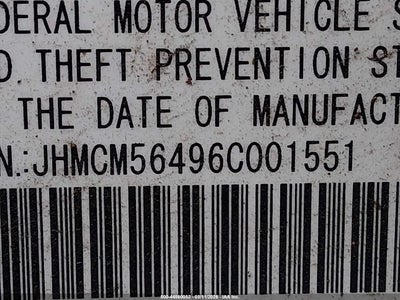 DERAL MOTOR VEHICLE S
D THEFT PREVENTION ST
THE DATE OF MANUFACT
N.:JHMCM56496C001551